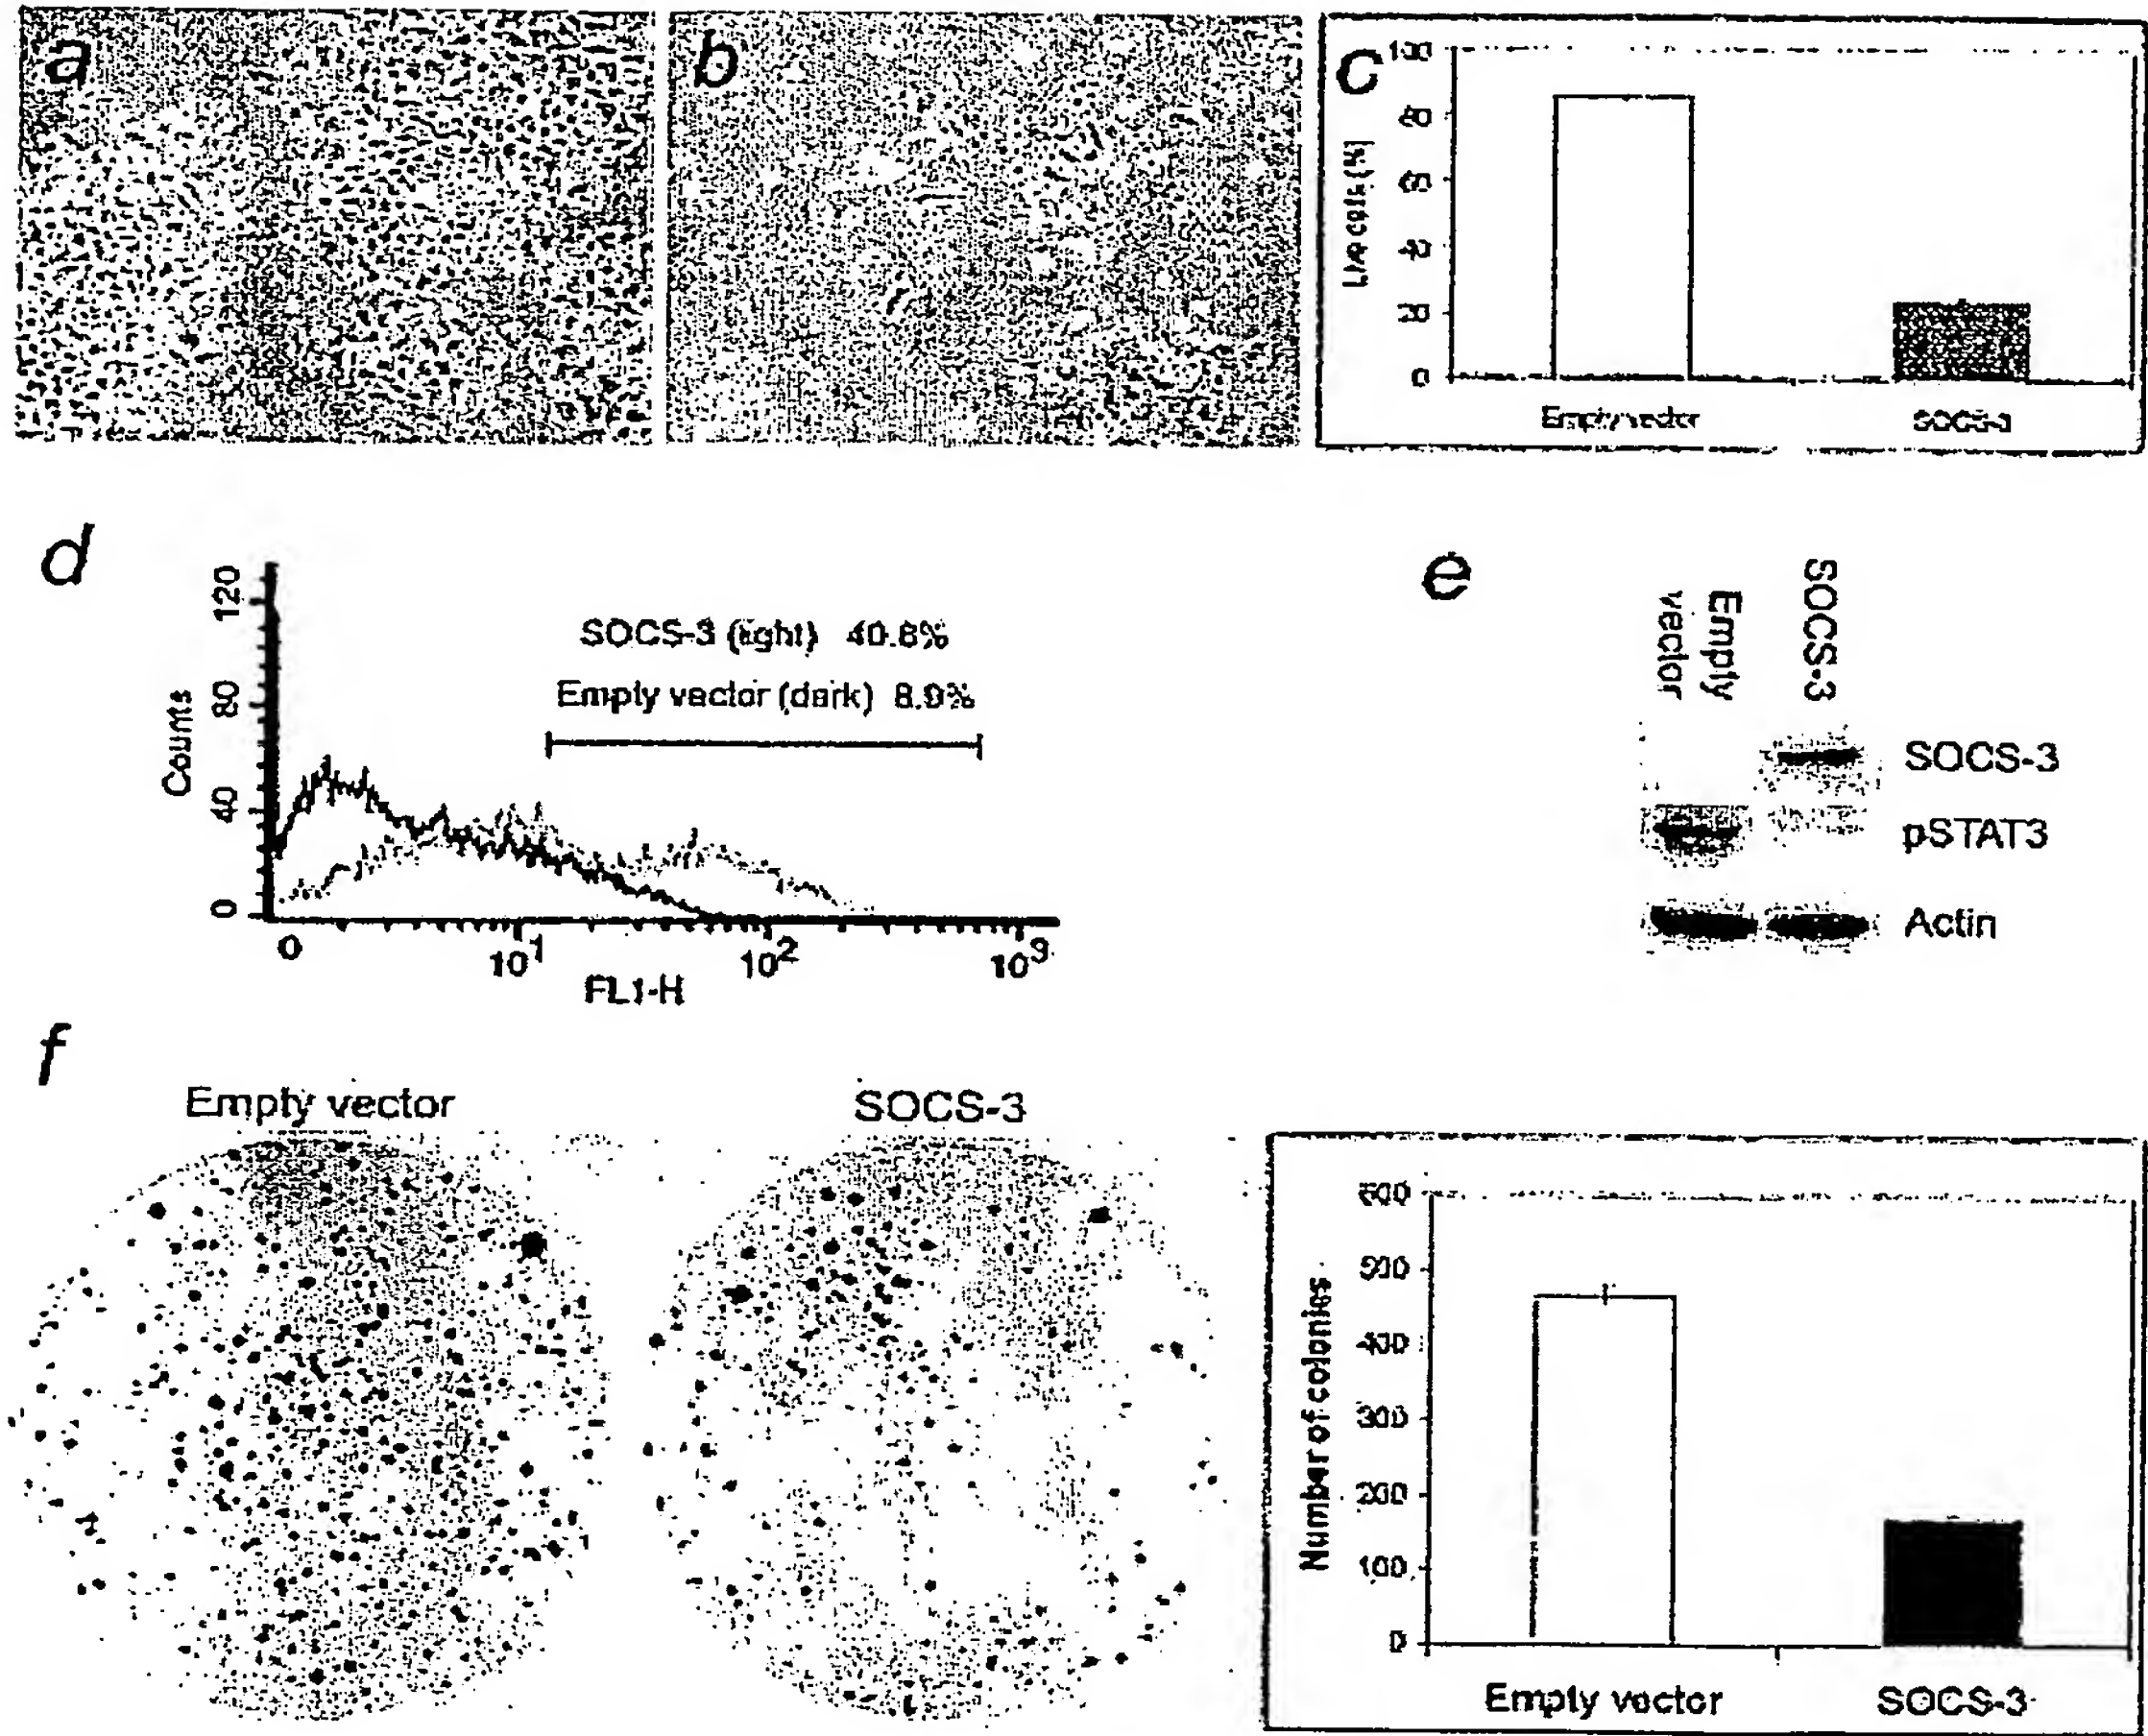 a
b
c
100
80
60
40
20
0
Live cells (%)
Empty vector
SOCS-3
d
120
80
40
0
Counts
SOCS-3 (light) 40.8%
Empty vector (dark) 8.9%
0
10¹
10²
10³
FL1-H
e
Empty
vector
SOCS-3
SOCS-3
pSTAT3
Actin
f
Empty vector
SOCS-3
600
500
400
300
200
100
0
Number of colonies
Empty vector
SOCS-3